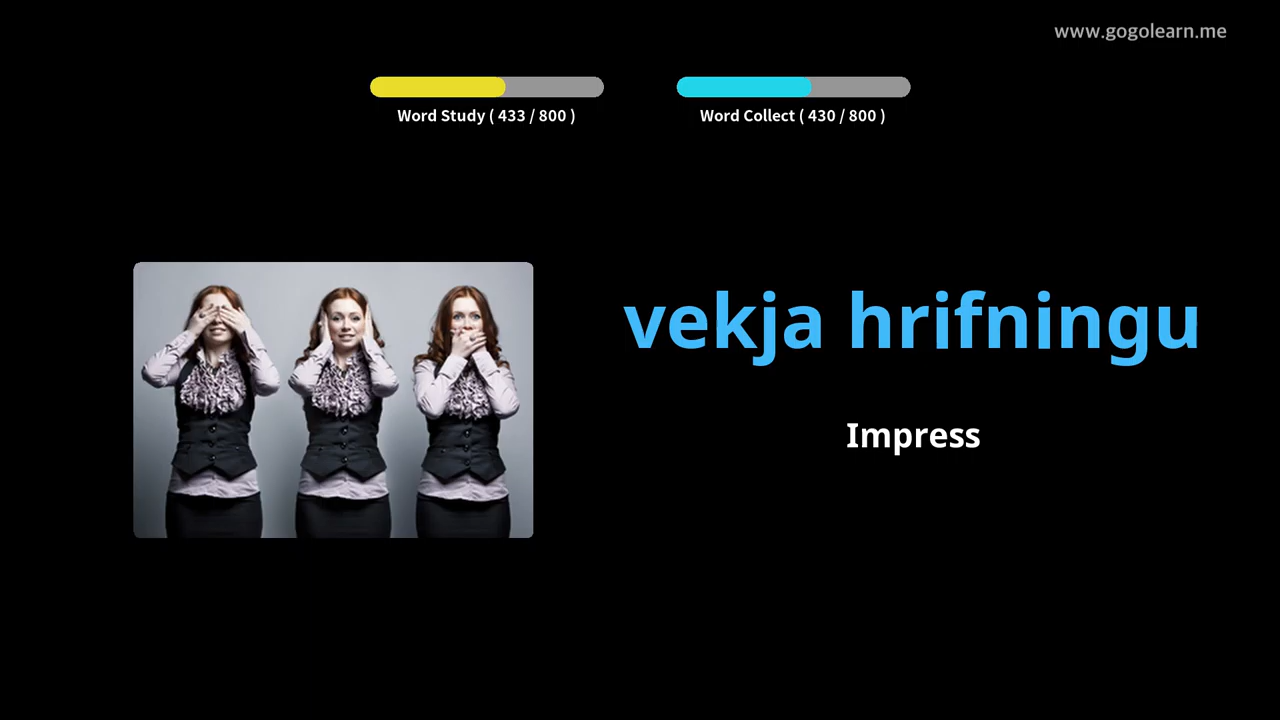 www.gogolearn.me
Word Study ( 433 / 800 )
Word Collect ( 430 / 800 )
vekja hrifningu
Impress